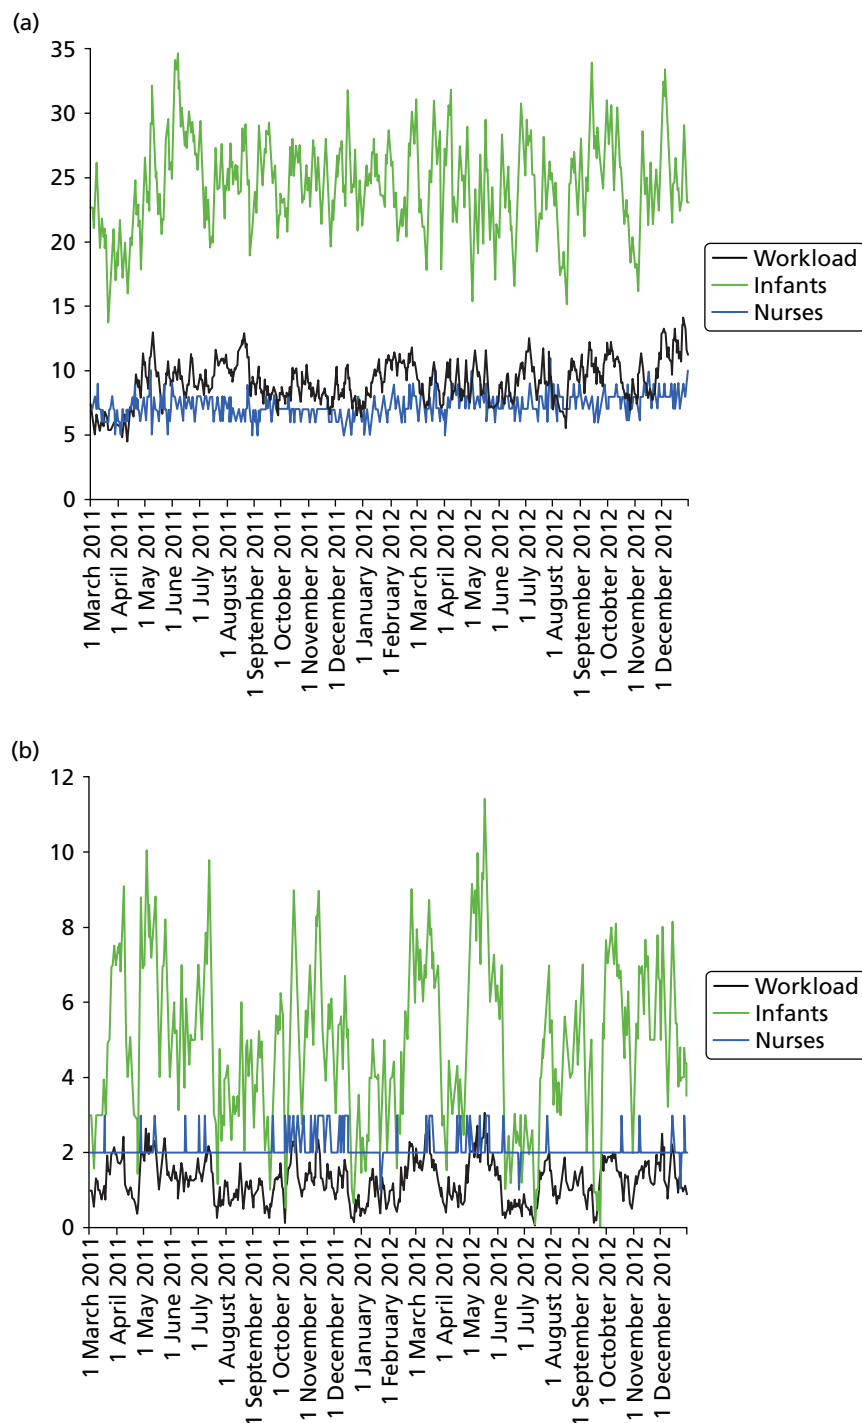 (a)
35
30
25
20
15
10
5
0
1 March 2011
1 April 2011
1 May 2011
1 June 2011
1 July 2011
1 August 2011
1 September 2011
1 October 2011
1 November 2011
1 December 2011
1 January 2012
1 February 2012
1 March 2012
1 April 2012
1 May 2012
1 June 2012
1 July 2012
1 August 2012
1 September 2012
1 Octobter 2012
1 November 2012
1 December 2012
Workload
Infants
Nurses
(b)
12
10
8
6
4
2
0
1 March 2011
1 April 2011
1 May 2011
1 June 2011
1 July 2011
1 August 2011
1 September 2011
1 October 2011
1 November 2011
1 December 2011
1 January 2012
1 February 2012
1 March 2012
1 April 2012
1 May 2012
1 June 2012
1 July 2012
1 August 2012
1 September 2012
1 Octobter 2012
1 November 2012
1 December 2012
Workload
Infants
Nurses